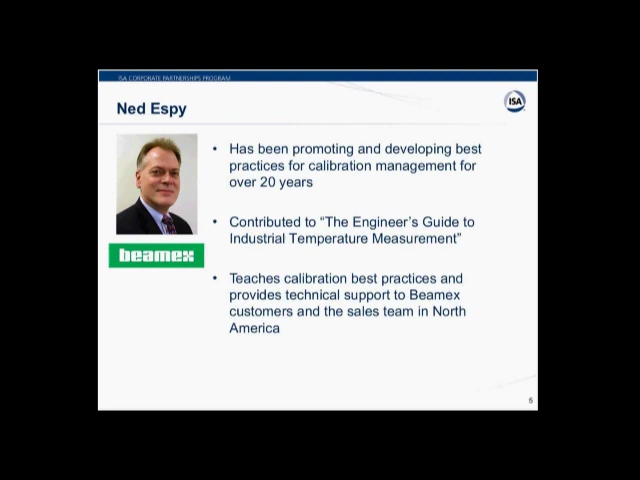 ISA CORPORATE PARTNERSHIPS PROGRAM
Ned Espy
ISA
• Has been promoting and developing best
practices for calibration management for
over 20 years
beamex
• Contributed to “The Engineer’s Guide to
Industrial Temperature Measurement”
• Teaches calibration best practices and
provides technical support to Beamex
customers and the sales team in North
America
5